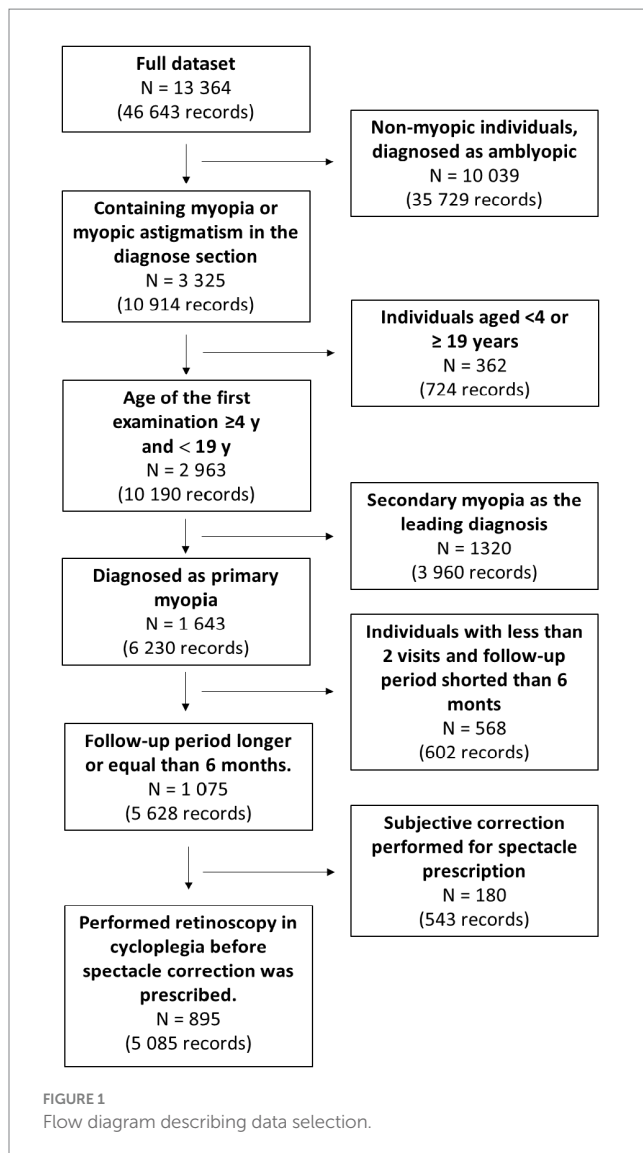 Full dataset
N = 13 364
(46 643 records)
Non-myopic individuals,
diagnosed as amblyopic
N = 10 039
(35 729 records)
Containing myopia or
myopic astigmatism in the
diagnose section
N = 3 325
(10 914 records)
Individuals aged <4 or
≥ 19 years
N = 362
(724 records)
Age of the first
examination ≥4 y
and < 19 y
N = 2 963
(10 190 records)
Secondary myopia as the
leading diagnosis
N = 1320
(3 960 records)
Diagnosed as primary
myopia
N = 1 643
(6 230 records)
Individuals with less than
2 visits and follow-up
period shorted than 6
monts
N = 568
(602 records)
Follow-up period longer
or equal than 6 months.
N = 1 075
(5 628 records)
Subjective correction
performed for spectacle
prescription
N = 180
(543 records)
Performed retinoscopy in
cycloplegia before
spectacle correction was
prescribed.
N = 895
(5 085 records)
FIGURE 1
Flow diagram describing data selection.